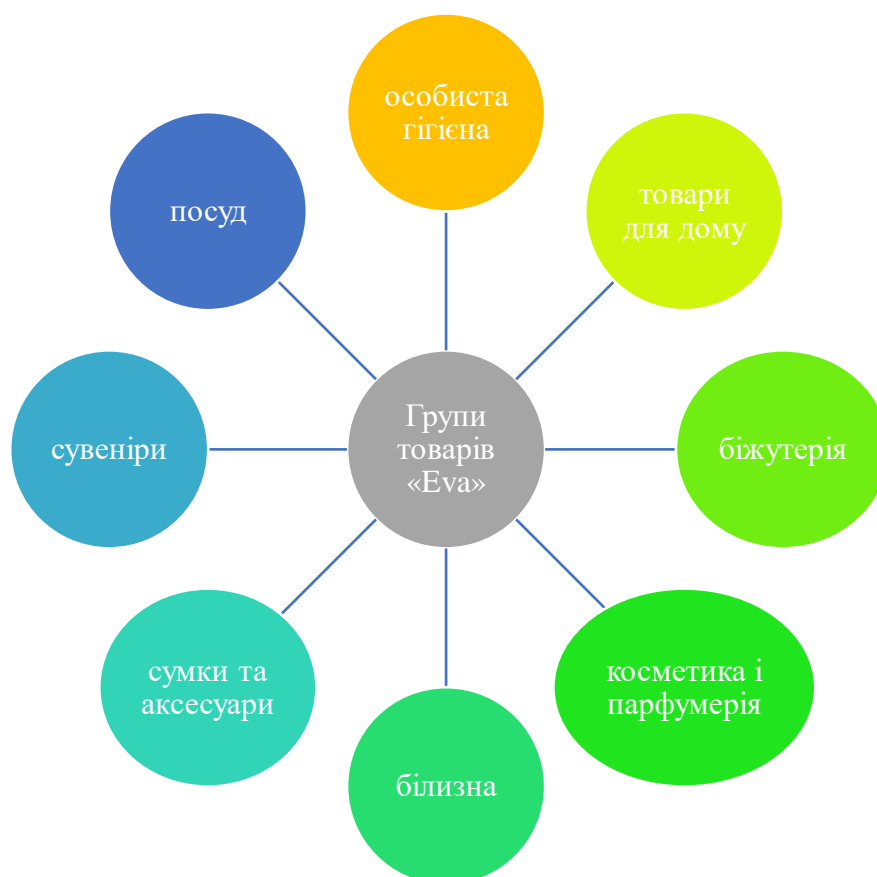 особиста
гігієна
товари
для дому
біжутерія
косметика і
парфумерія
білизна
сумки та
аксесуари
сувеніри
посуд
Групи
товарів
«Eva»